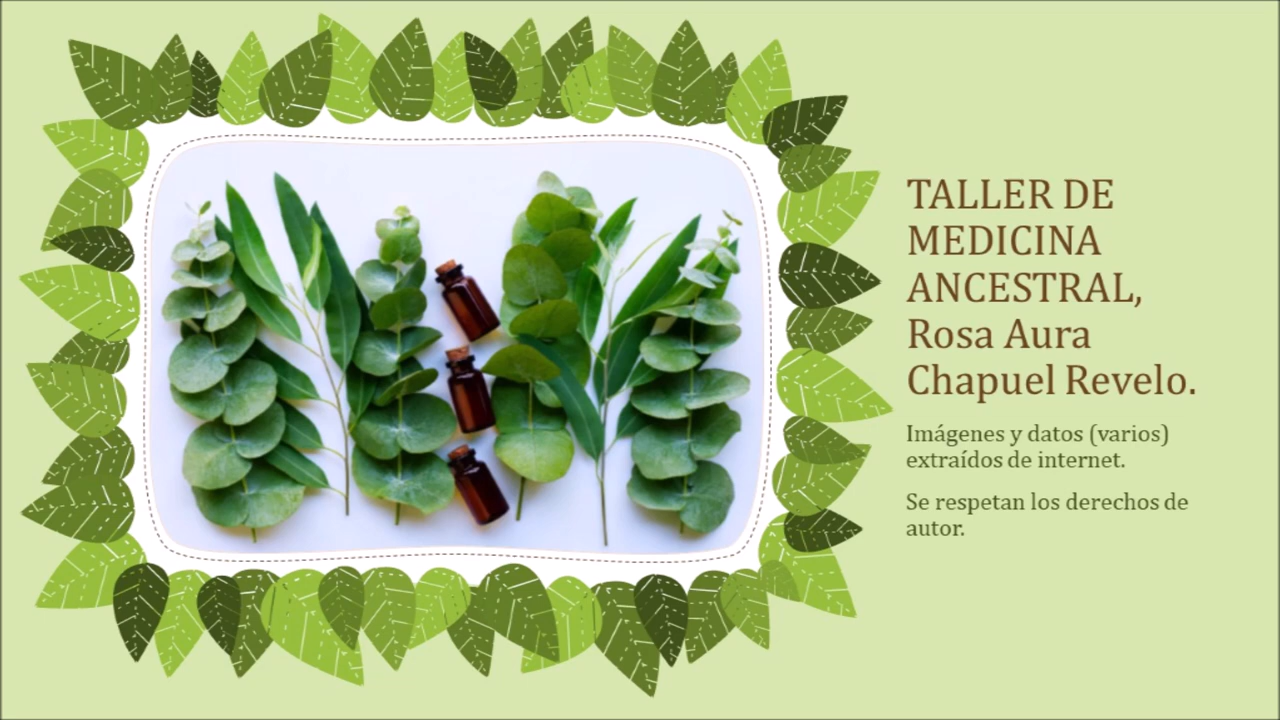 TALLER DE
MEDICINA
ANCESTRAL,
Rosa Aura
Chapuel Revelo.
Imágenes y datos (varios)
extraídos de internet.
Se respetan los derechos de
autor.